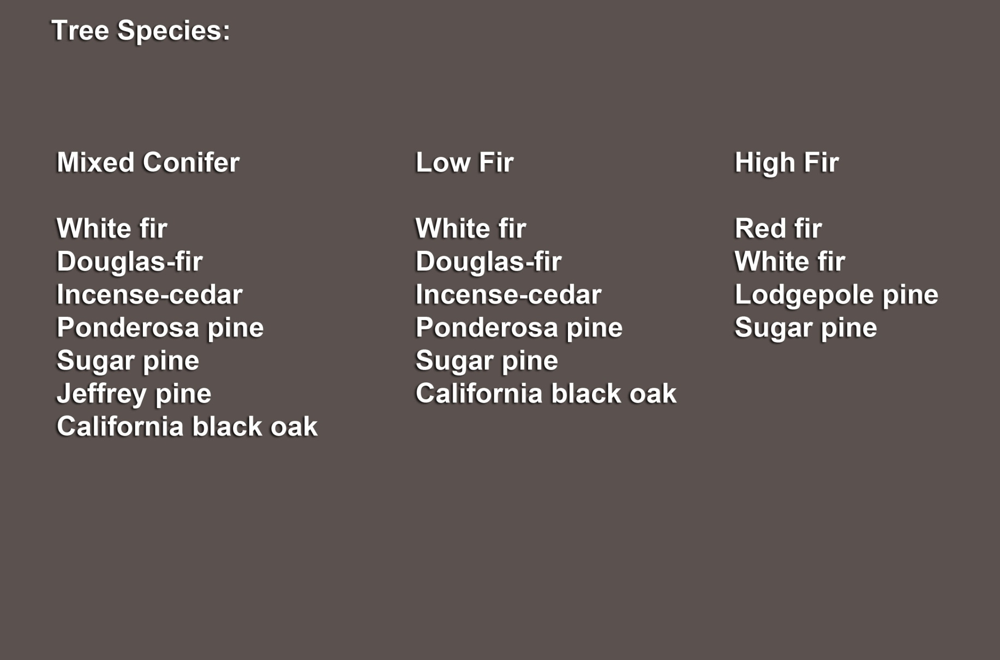 Tree Species:
Mixed Conifer
White fir
Douglas-fir
Incense-cedar
Ponderosa pine
Sugar pine
Jeffrey pine
California black oak
Low Fir
White fir
Douglas-fir
Incense-cedar
Ponderosa pine
Sugar pine
California black oak
High Fir
Red fir
White fir
Lodgepole pine
Sugar pine